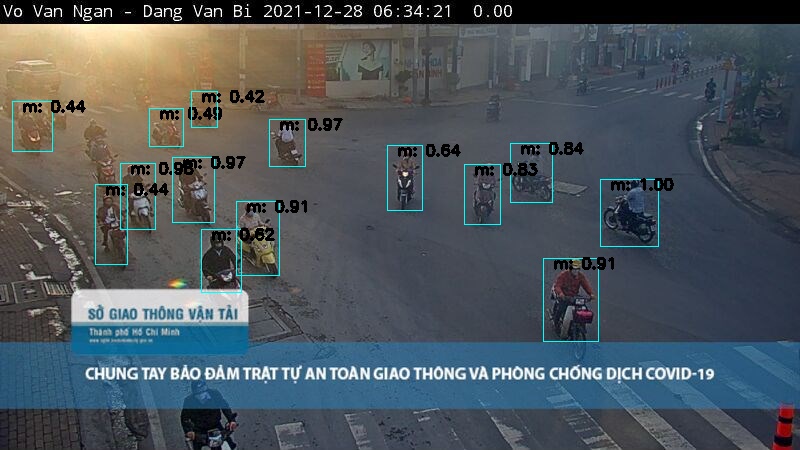 Vo Van Ngan - Dang Van Bi 2021-12-28 06:34:21 0.00
m: 0.42
m: 0.44
m: 0.49
m: 0.97
m: 0.64
m: 0.84
m: 0.97
m: 0.83
m: 0.44
m: 1.00
m: 0.91
m: 0.62
m: 0.91
SỞ GIAO THÔNG VẬN TẢI
Thành phố Hồ Chí Minh
CHUNG TAY BẢO ĐẢM TRẬT TỰ AN TOÀN GIAO THÔNG VÀ PHÒNG CHỐNG DỊCH COVID-19